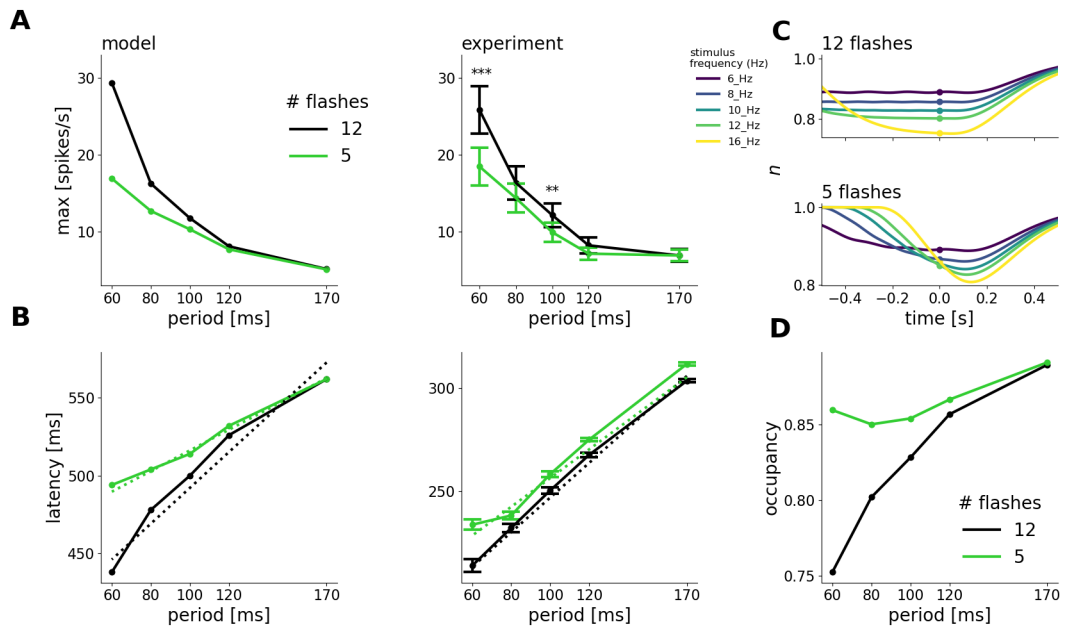 A
model
30
20
10
max [spikes/s]
# flashes
12
5
60 80 100 120 170
period [ms]
experiment
***
**
30
20
10
60 80 100 120 170
period [ms]
stimulus
frequency (Hz)
6_Hz
8_Hz
10_Hz
12_Hz
16_Hz
C
12 flashes
1.0
0.8
n
5 flashes
1.0
0.8
−0.4 −0.2 0.0 0.2 0.4
time [s]
B
550
500
450
latency [ms]
60 80 100 120 170
period [ms]
300
250
60 80 100 120 170
period [ms]
D
0.85
0.80
0.75
occupancy
# flashes
12
5
60 80 100 120 170
period [ms]